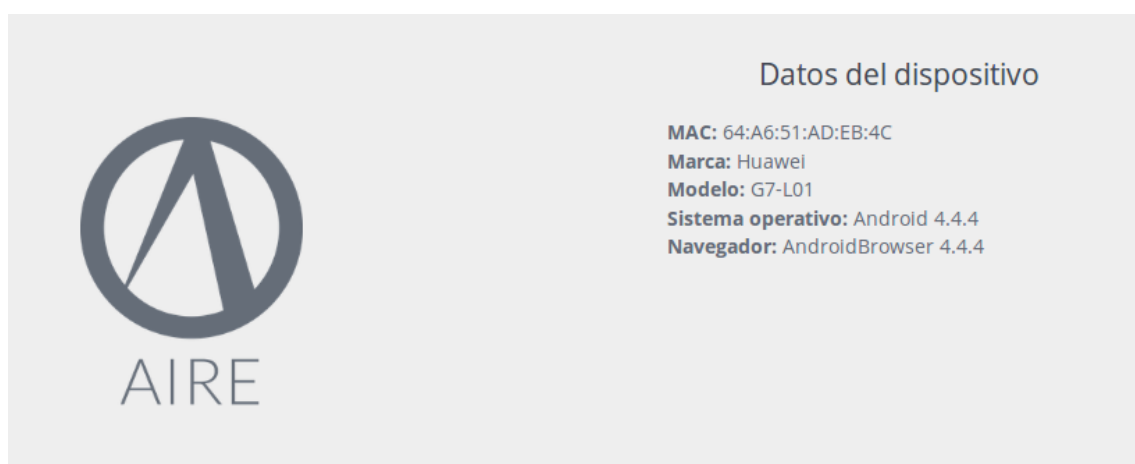 Datos del dispositivo
MAC: 64:A6:51:AD:EB:4C
Marca: Huawei
Modelo: G7-L01
Sistema operativo: Android 4.4.4
Navegador: AndroidBrowser 4.4.4
AIRE